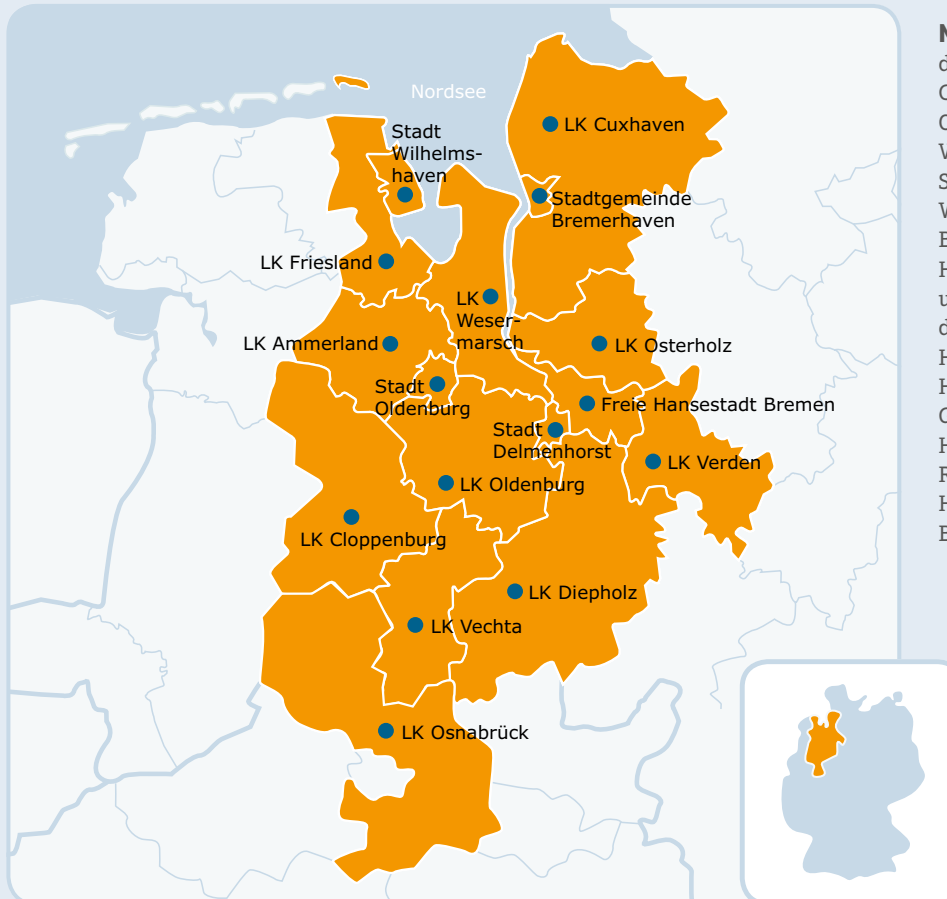 Nordsee
LK Cuxhaven
Stadt
Wilhelms-
haven
Stadtgemeinde
Bremerhaven
LK Friesland
LK
Weser-
marsch
LK Ammerland
LK Osterholz
Stadt
Oldenburg
Freie Hansestadt Bremen
Stadt
Delmenhorst
LK Verden
LK Oldenburg
LK Cloppenburg
LK Diepholz
LK Vechta
LK Osnabrück